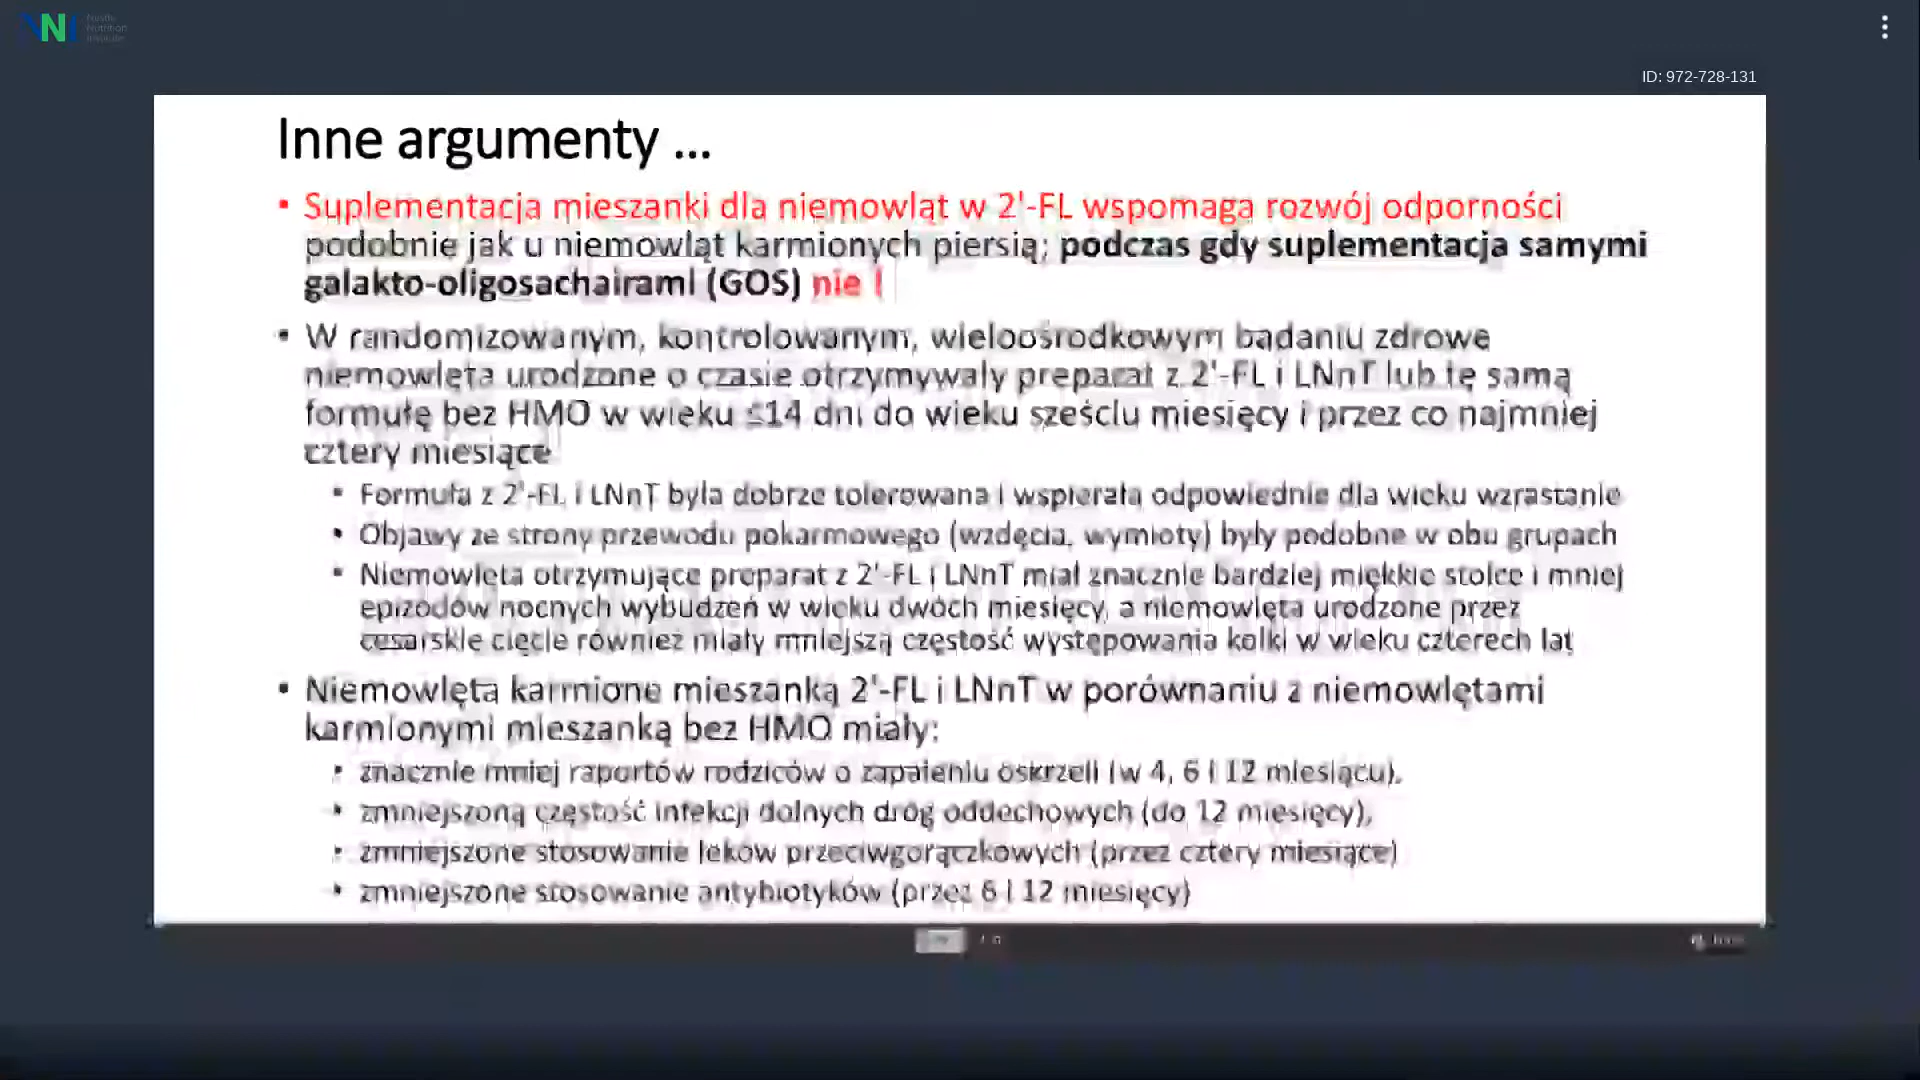 Nestlé
Nutrition
Institute
ID: 972-728-131
Inne argumenty ...
• Suplementacja mieszanki dla niemowląt w 2'-FL wspomaga rozwój odporności
podobnie jak u niemowląt karmionych piersią; podczas gdy suplementacja samymi
galakto-oligosachairami (GOS) nie !
• W randomizowanym, kontrolowanym, wieloośrodkowym badaniu zdrowe
niemowlęta urodzone o czasie otrzymywały preparat z 2'-FL i LNnT lub tę samą
formułę bez HMO w wieku ≤14 dni do wieku sześciu miesięcy i przez co najmniej
cztery miesiące
• Formuła z 2'-FL i LNnT była dobrze tolerowana i wspierała odpowiednie dla wieku wzrastanie
• Objawy ze strony przewodu pokarmowego (wzdęcia, wymioty) były podobne w obu grupach
• Niemowlęta otrzymujące preparat z 2'-FL i LNnT miał znacznie bardziej miękkie stolce i mniej
epizodów nocnych wybudzeń w wieku dwóch miesięcy, a niemowlęta urodzone przez
cesarskie cięcie również miały mniejszą częstość występowania kolki w wieku czterech lat
• Niemowlęta karmione mieszanką 2'-FL i LNnT w porównaniu z niemowlętami
karmionymi mieszanką bez HMO miały:
• znacznie mniej raportów rodziców o zapaleniu oskrzeli (w 4, 6 i 12 miesiącu),
• zmniejszoną częstość infekcji dolnych dróg oddechowych (do 12 miesięcy),
• zmniejszone stosowanie leków przeciwgorączkowych (przez cztery miesiące)
• zmniejszone stosowanie antybiotyków (przez 6 i 12 miesięcy)